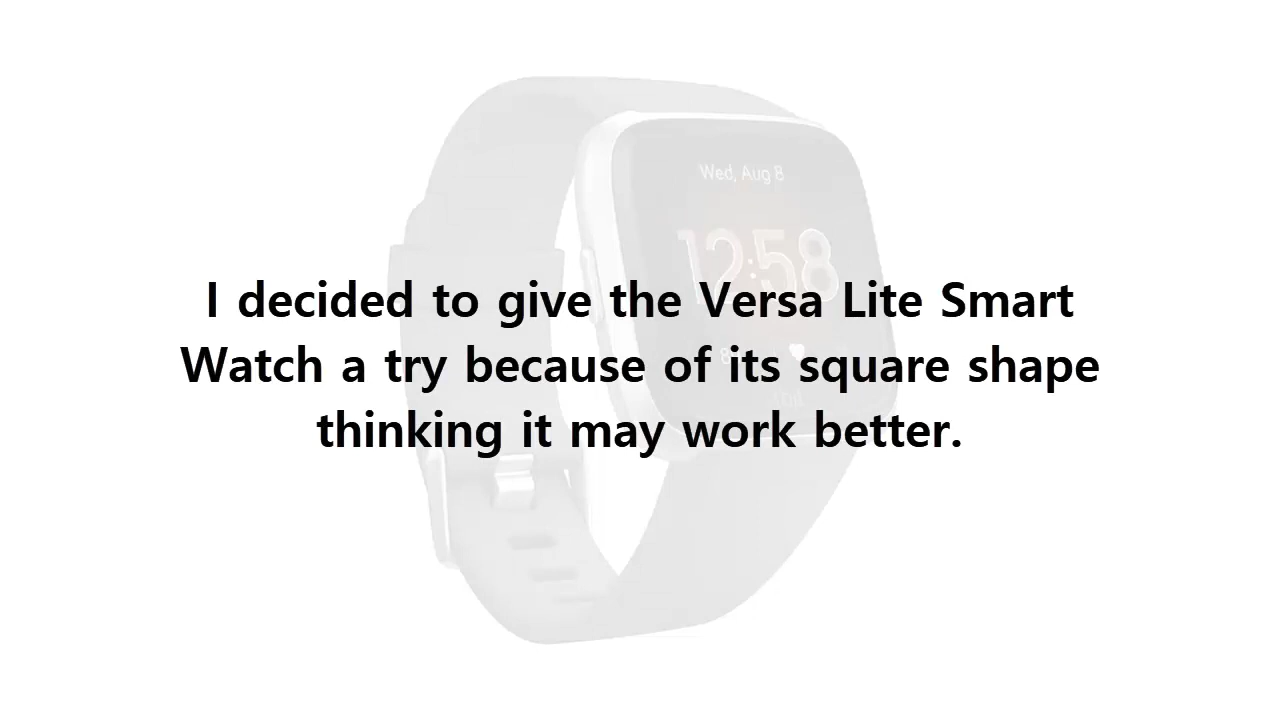 Wed, Aug 8
12:58
I decided to give the Versa Lite Smart
Watch a try because of its square shape
thinking it may work better.